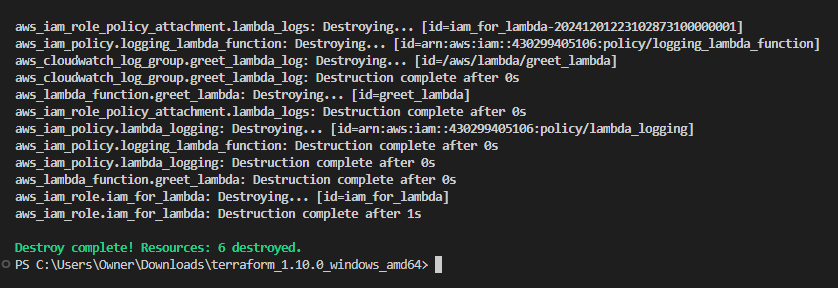 aws_iam_role_policy_attachment.lambda_logs: Destroying... [id=iam_for_lambda-20241201223102873100000001]
aws_iam_policy.logging_lambda_function: Destroying... [id=arn:aws:iam::430299405106:policy/logging_lambda_function]
aws_cloudwatch_log_group.greet_lambda_log: Destroying... [id=/aws/lambda/greet_lambda]
aws_cloudwatch_log_group.greet_lambda_log: Destruction complete after 0s
aws_lambda_function.greet_lambda: Destroying... [id=greet_lambda]
aws_iam_role_policy_attachment.lambda_logs: Destruction complete after 0s
aws_iam_policy.lambda_logging: Destroying... [id=arn:aws:iam::430299405106:policy/lambda_logging]
aws_iam_policy.logging_lambda_function: Destruction complete after 0s
aws_iam_policy.lambda_logging: Destruction complete after 0s
aws_lambda_function.greet_lambda: Destruction complete after 0s
aws_iam_role.iam_for_lambda: Destroying... [id=iam_for_lambda]
aws_iam_role.iam_for_lambda: Destruction complete after 1s
Destroy complete! Resources: 6 destroyed.
PS C:\Users\Owner\Downloads\terraform_1.10.0_windows_amd64>